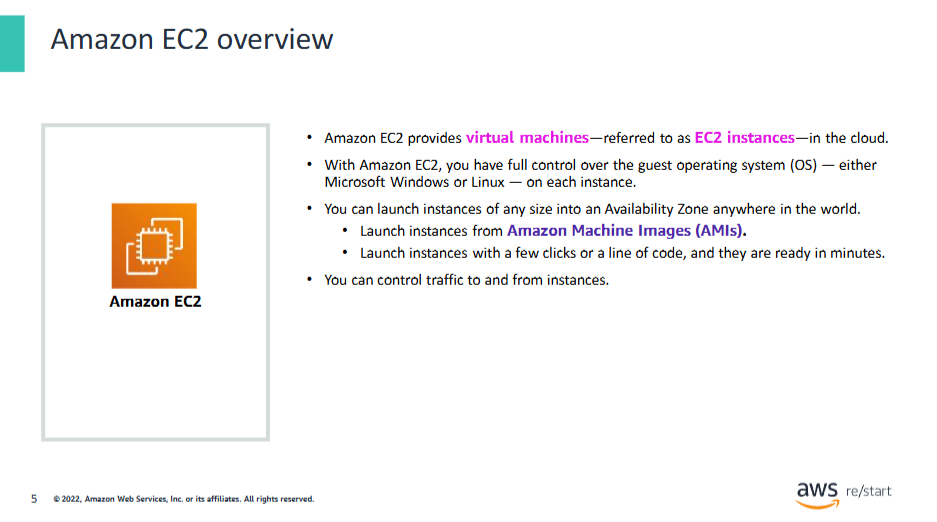 Amazon EC2 overview
Amazon EC2
• Amazon EC2 provides virtual machines—referred to as EC2 instances—in the cloud.
• With Amazon EC2, you have full control over the guest operating system (OS) — either
Microsoft Windows or Linux — on each instance.
• You can launch instances of any size into an Availability Zone anywhere in the world.
• Launch instances from Amazon Machine Images (AMIs).
• Launch instances with a few clicks or a line of code, and they are ready in minutes.
• You can control traffic to and from instances.
5 © 2022, Amazon Web Services, Inc. or its affiliates. All rights reserved.
aws re/start